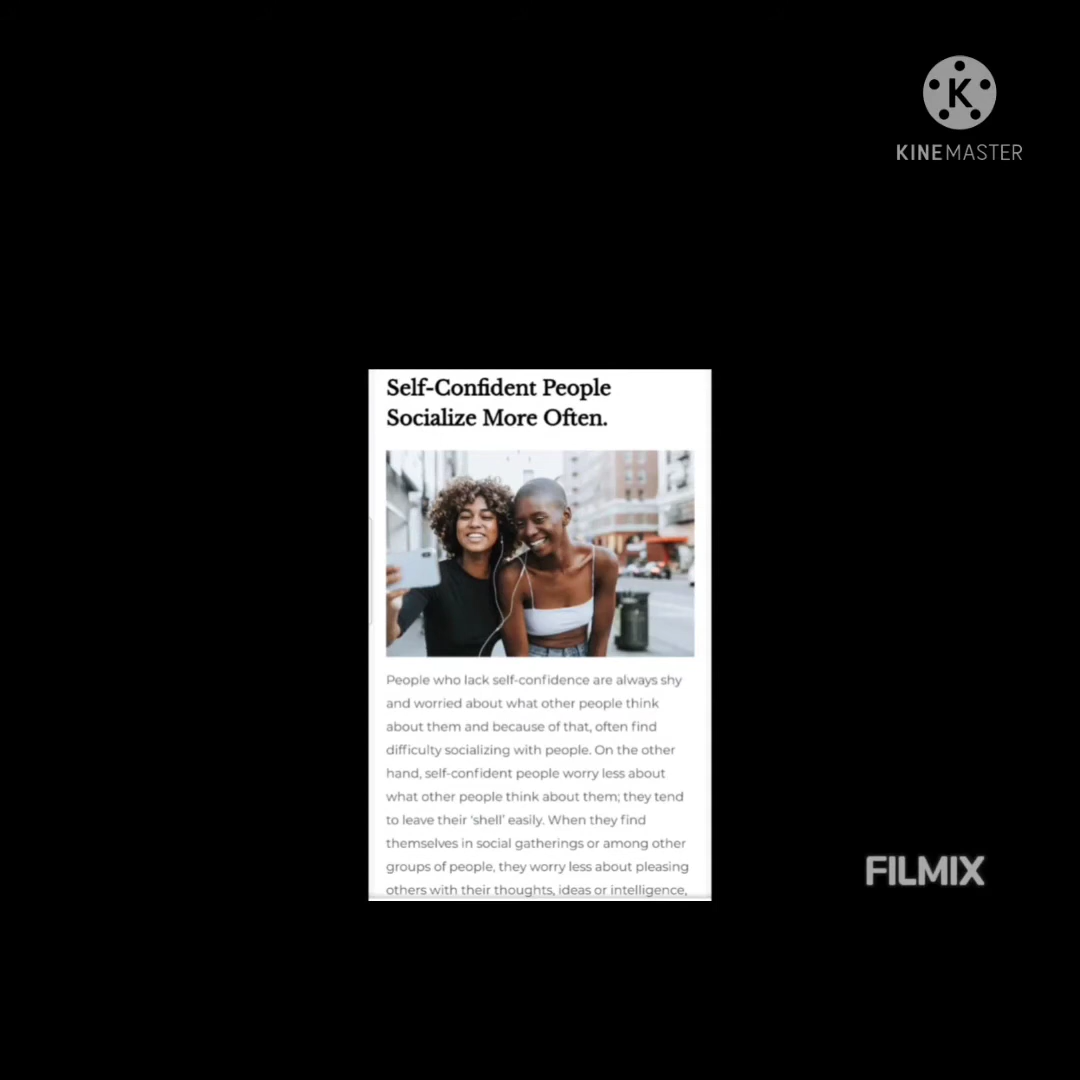 KINEMASTER
Self-Confident People
Socialize More Often.
People who lack self-confidence are always shy
and worried about what other people think
about them and because of that, often find
difficulty socializing with people. On the other
hand, self-confident people worry less about
what other people think about them; they tend
to leave their 'shell' easily. When they find
themselves in social gatherings or among other
groups of people, they worry less about pleasing
others with their thoughts, ideas or intelligence,
FILMIX